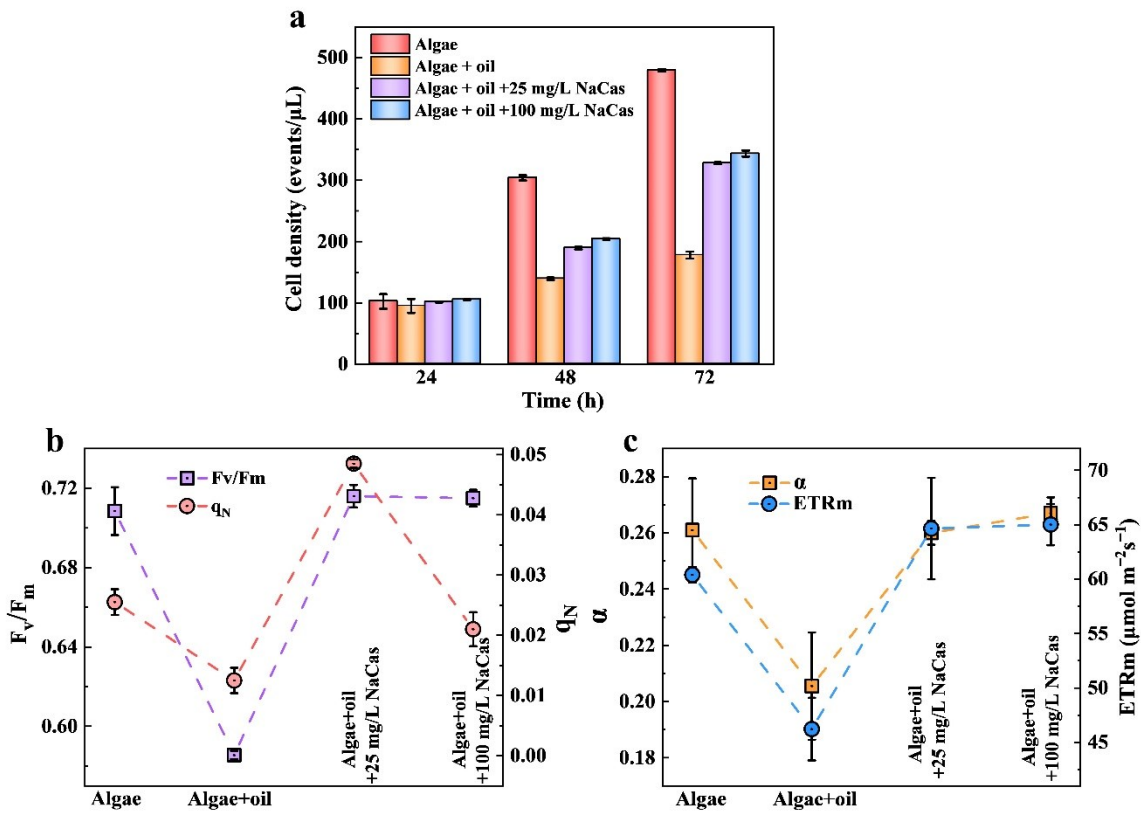 a
Algae
Algae + oil
Algae + oil +25 mg/L NaCas
Algae + oil +100 mg/L NaCas
500
400
300
200
100
0
Cell density (events/μL)
24 48 72
Time (h)
b
Fv/Fm
qN
0.72
0.68
0.64
0.60
Fv/Fm
0.05
0.04
0.03
0.02
0.01
0.00
qN
Algae
Algae+oil
Algae+oil
+25 mg/L NaCas
Algae+oil
+100 mg/L NaCas
c
α
ETRm
0.28
0.26
0.24
0.22
0.20
0.18
α
70
65
60
55
50
45
ETRm (μmol m−2s−1)
Algae
Algae+oil
Algae+oil
+25 mg/L NaCas
Algae+oil
+100 mg/L NaCas